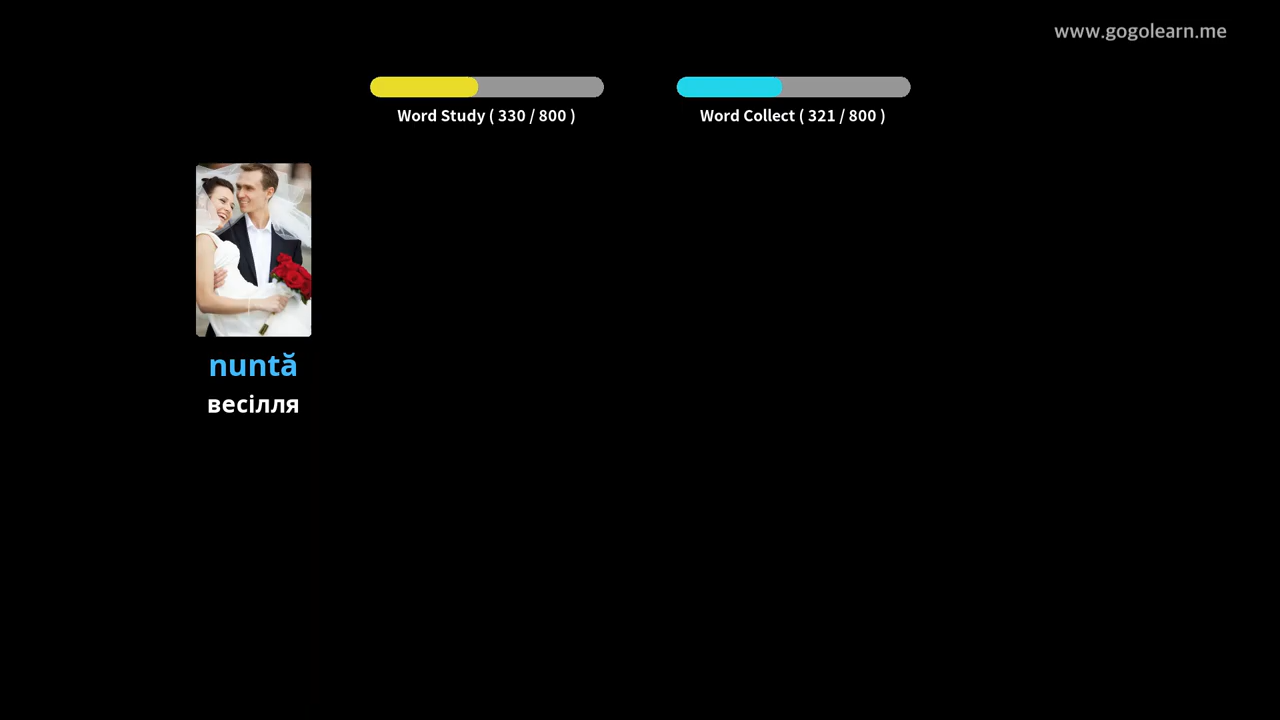 www.gogolearn.me
Word Study ( 330 / 800 )
Word Collect ( 321 / 800 )
nuntă
весілля